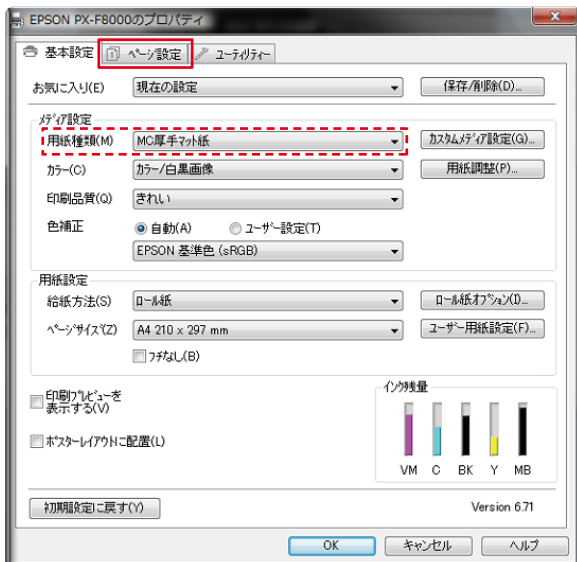 EPSON PX-F8000のプロパティ
基本設定 ページ設定 ユーティリティー
お気に入り(E) 現在の設定 保存/削除(D)...
メディア設定
用紙種類(M) MC厚手マット紙 カスタムメディア設定(G)...
カラー(C) カラー/白黒画像 用紙調整(P)...
印刷品質(Q) きれい
色補正 自動(A) ユーザー設定(T)
EPSON 基準色 (sRGB)
用紙設定
給紙方法(S) ロール紙 ロール紙オプション(I)...
ページサイズ(Z) A4 210 x 297 mm ユーザー用紙設定(F)...
フチなし(B)
印刷プレビューを
表示する(V)
ポスターレイアウトに配置(L)
インク残量
VM C BK Y MB
初期設定に戻す(Y) Version 6.71
OK キャンセル ヘルプ